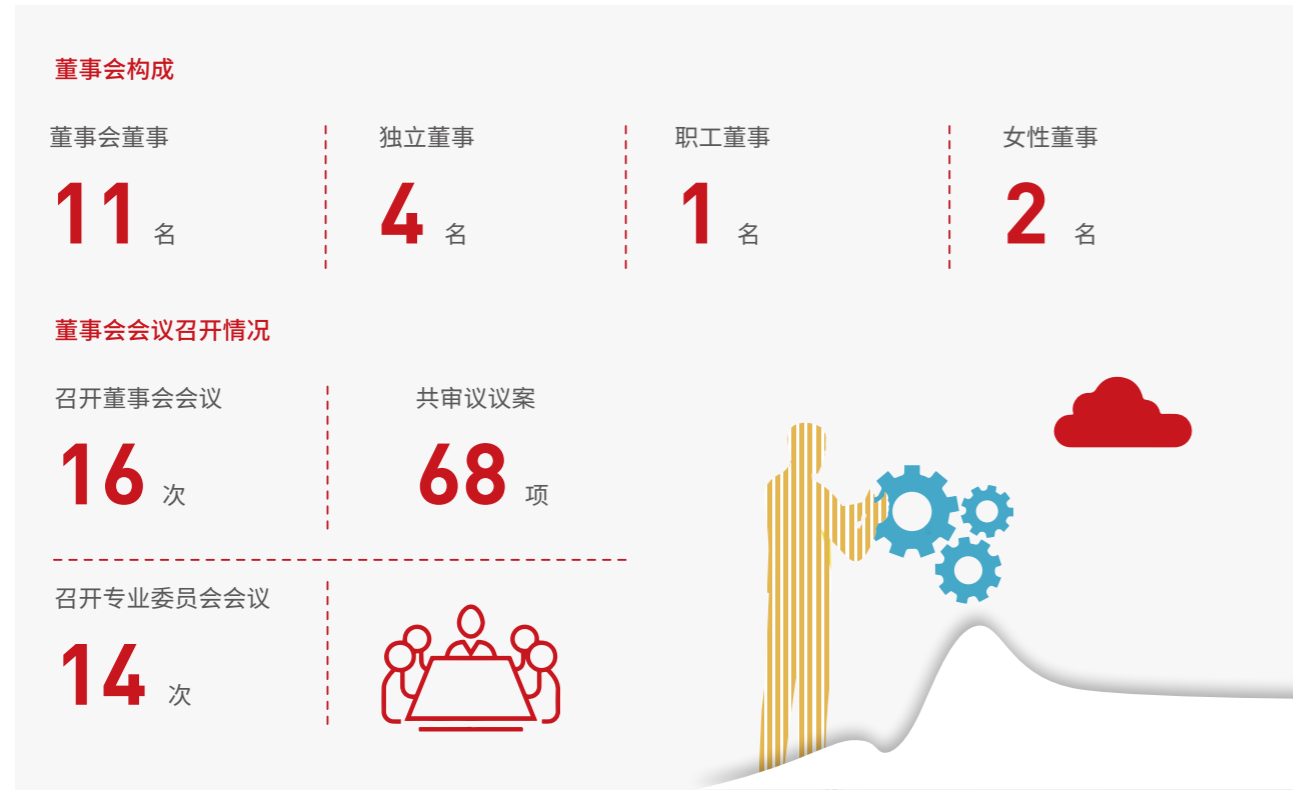 董事会构成
董事会董事
独立董事
职工董事
女性董事
11 名
4 名
1 名
2 名
董事会会议召开情况
召开董事会会议
共审议议案
16 次
68 项
召开专业委员会会议
14 次